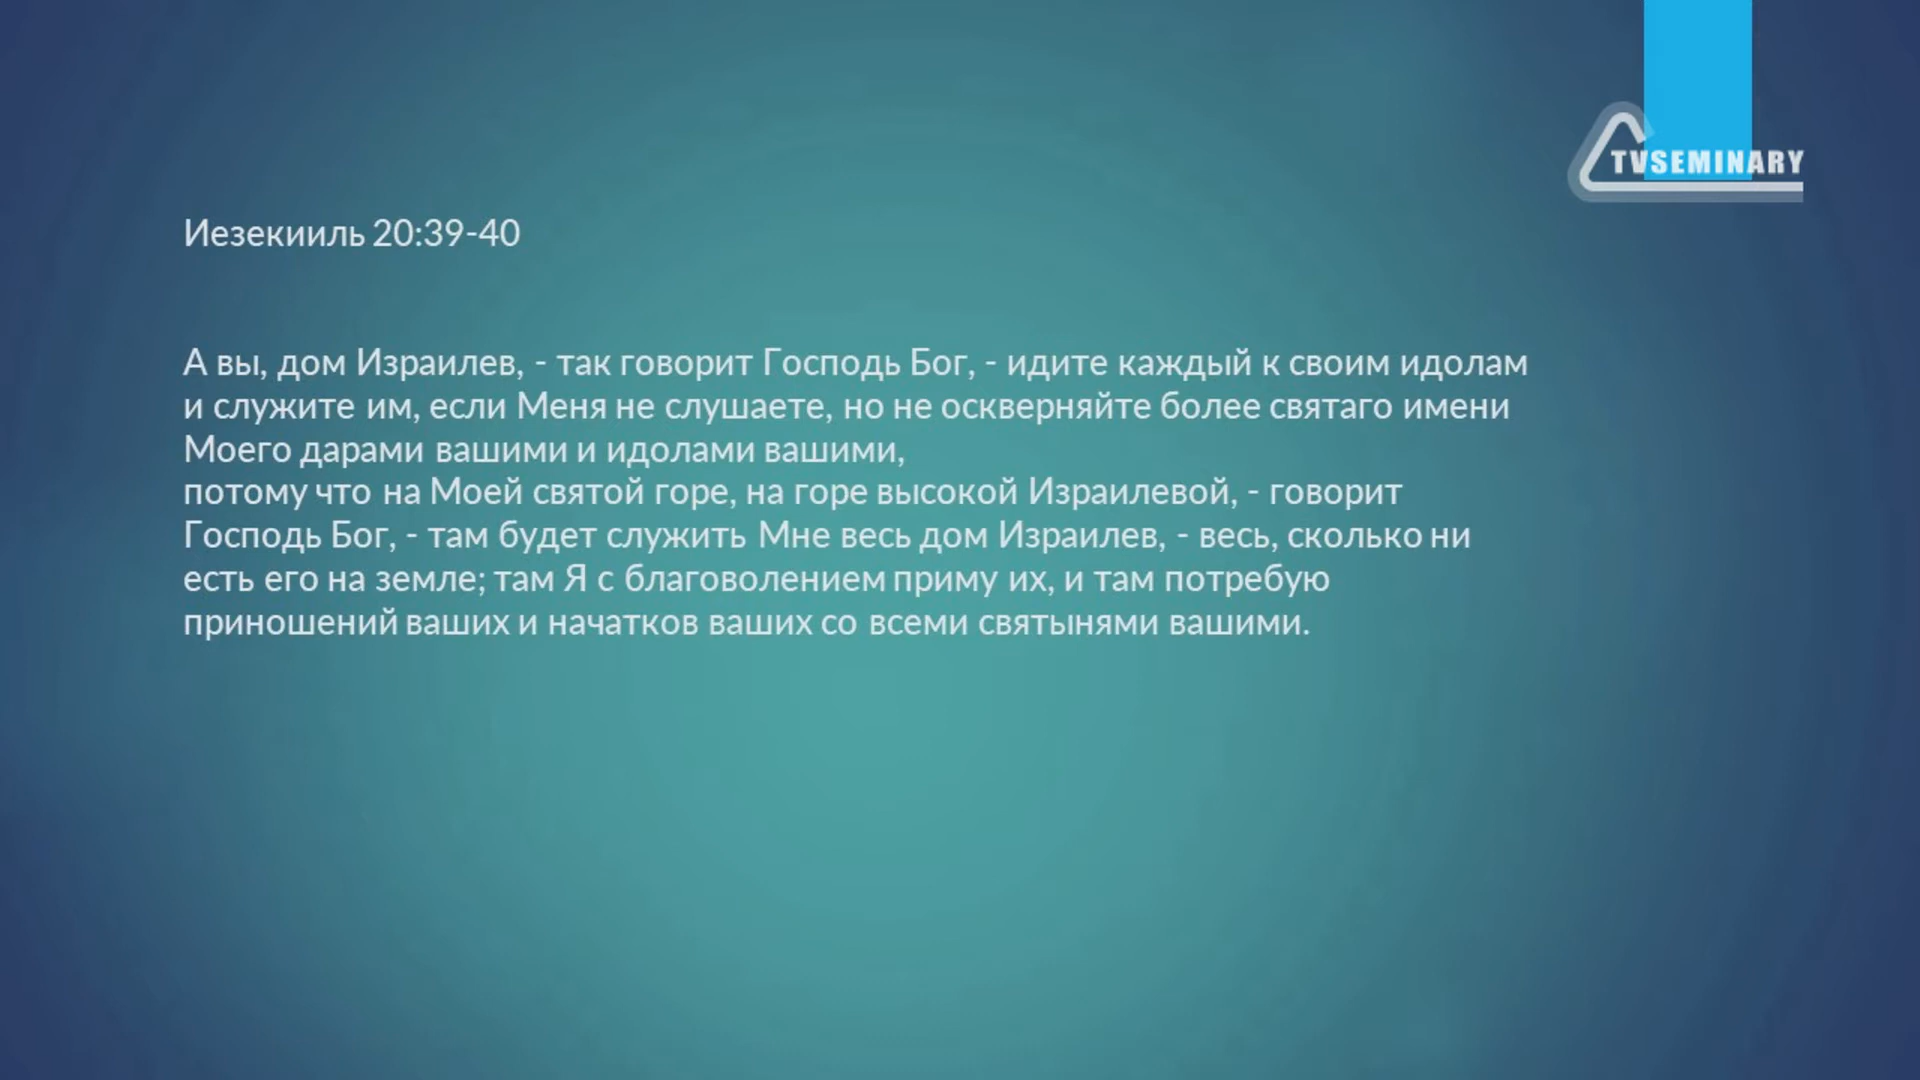 TVSEMINARY
Иезекииль 20:39-40
А вы, дом Израилев, - так говорит Господь Бог, - идите каждый к своим идолам
и служите им, если Меня не слушаете, но не оскверняйте более святаго имени
Моего дарами вашими и идолами вашими,
потому что на Моей святой горе, на горе высокой Израилевой, - говорит
Господь Бог, - там будет служить Мне весь дом Израилев, - весь, сколько ни
есть его на земле; там Я с благоволением приму их, и там потребую
приношений ваших и начатков ваших со всеми святынями вашими.